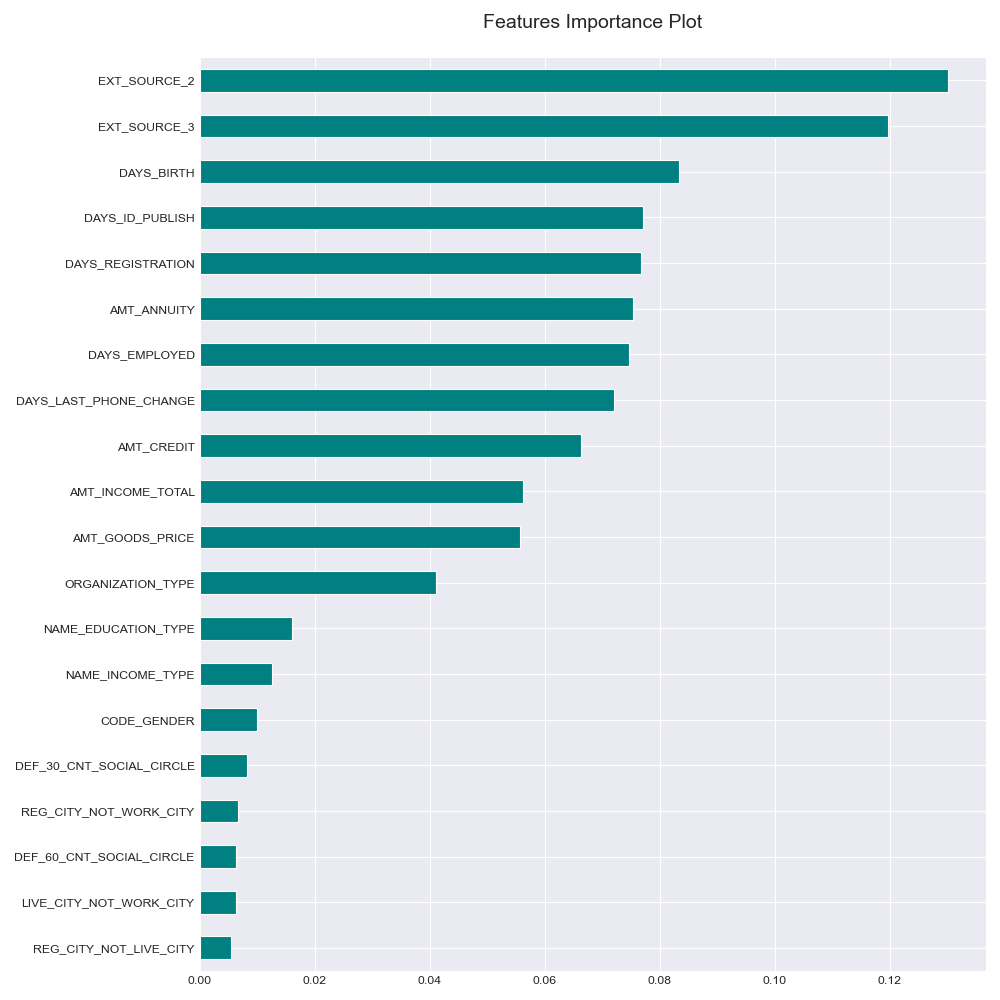 Features Importance Plot
EXT_SOURCE_2
EXT_SOURCE_3
DAYS_BIRTH
DAYS_ID_PUBLISH
DAYS_REGISTRATION
AMT_ANNUITY
DAYS_EMPLOYED
DAYS_LAST_PHONE_CHANGE
AMT_CREDIT
AMT_INCOME_TOTAL
AMT_GOODS_PRICE
ORGANIZATION_TYPE
NAME_EDUCATION_TYPE
NAME_INCOME_TYPE
CODE_GENDER
DEF_30_CNT_SOCIAL_CIRCLE
REG_CITY_NOT_WORK_CITY
DEF_60_CNT_SOCIAL_CIRCLE
LIVE_CITY_NOT_WORK_CITY
REG_CITY_NOT_LIVE_CITY
0.00 0.02 0.04 0.06 0.08 0.10 0.12